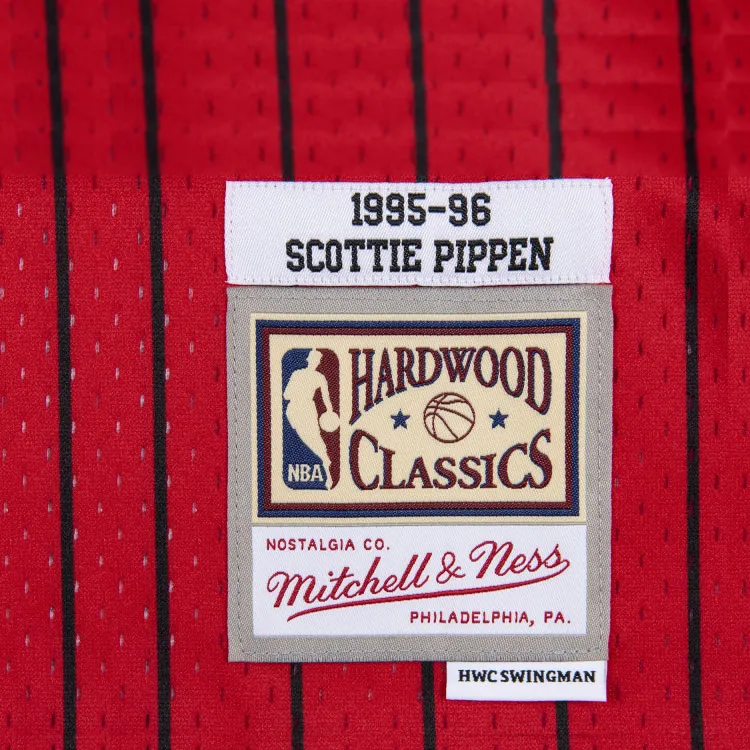 1995-96
SCOTTIE PIPPEN
HARDWOOD
CLASSICS
NBA
NOSTALGIA CO.
Mitchell & Ness
PHILADELPHIA, PA.
HWC SWINGMAN